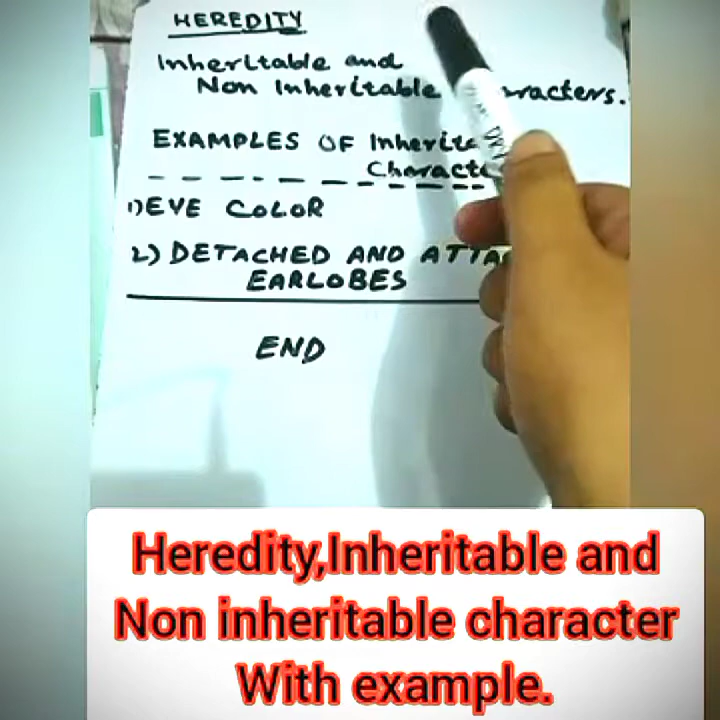 HEREDITY
Inheritable and
Non Inheritable
EXAMPLES OF
1) EYE COLOR
2) DETACHED AND
EARLOBES
END
Heredity,Inheritable and
Non inheritable character
With example.